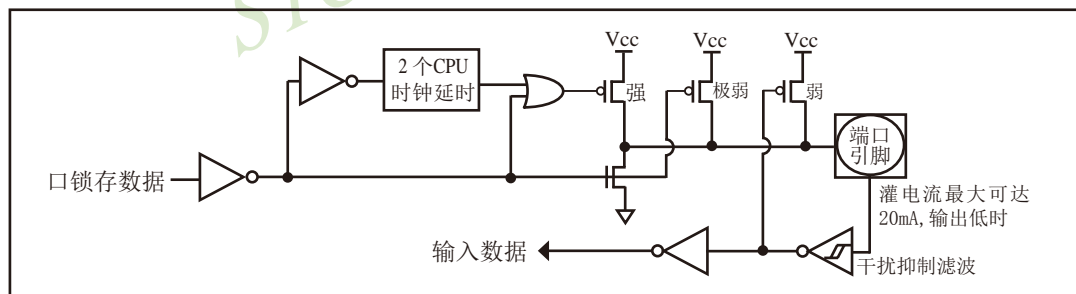 STC
Vcc
Vcc
Vcc
2 个CPU
时钟延时
强
极弱
弱
端口
引脚
口锁存数据
灌电流最大可达
20mA,输出低时
输入数据
干扰抑制滤波